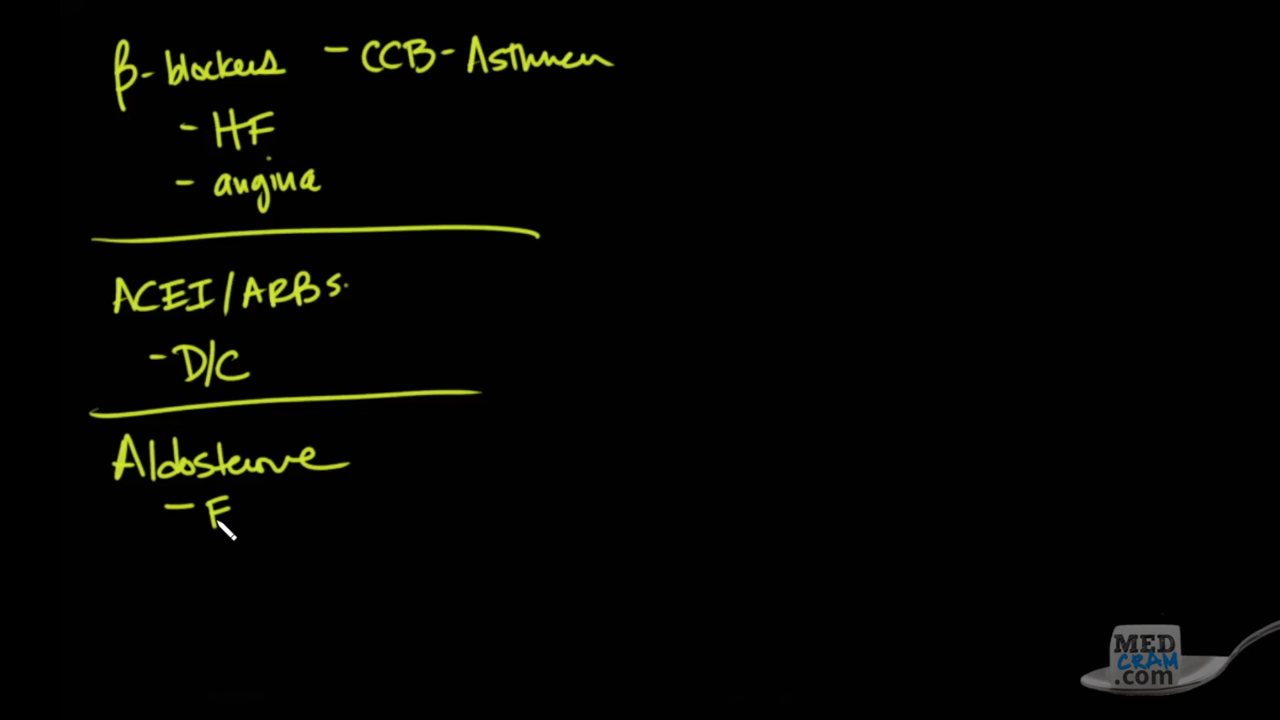 β-blockers - CCB - Asthma
- HF
- angina
ACEI/ARBs.
- D/C
Aldosterone
- F
MED
CRAM
.com